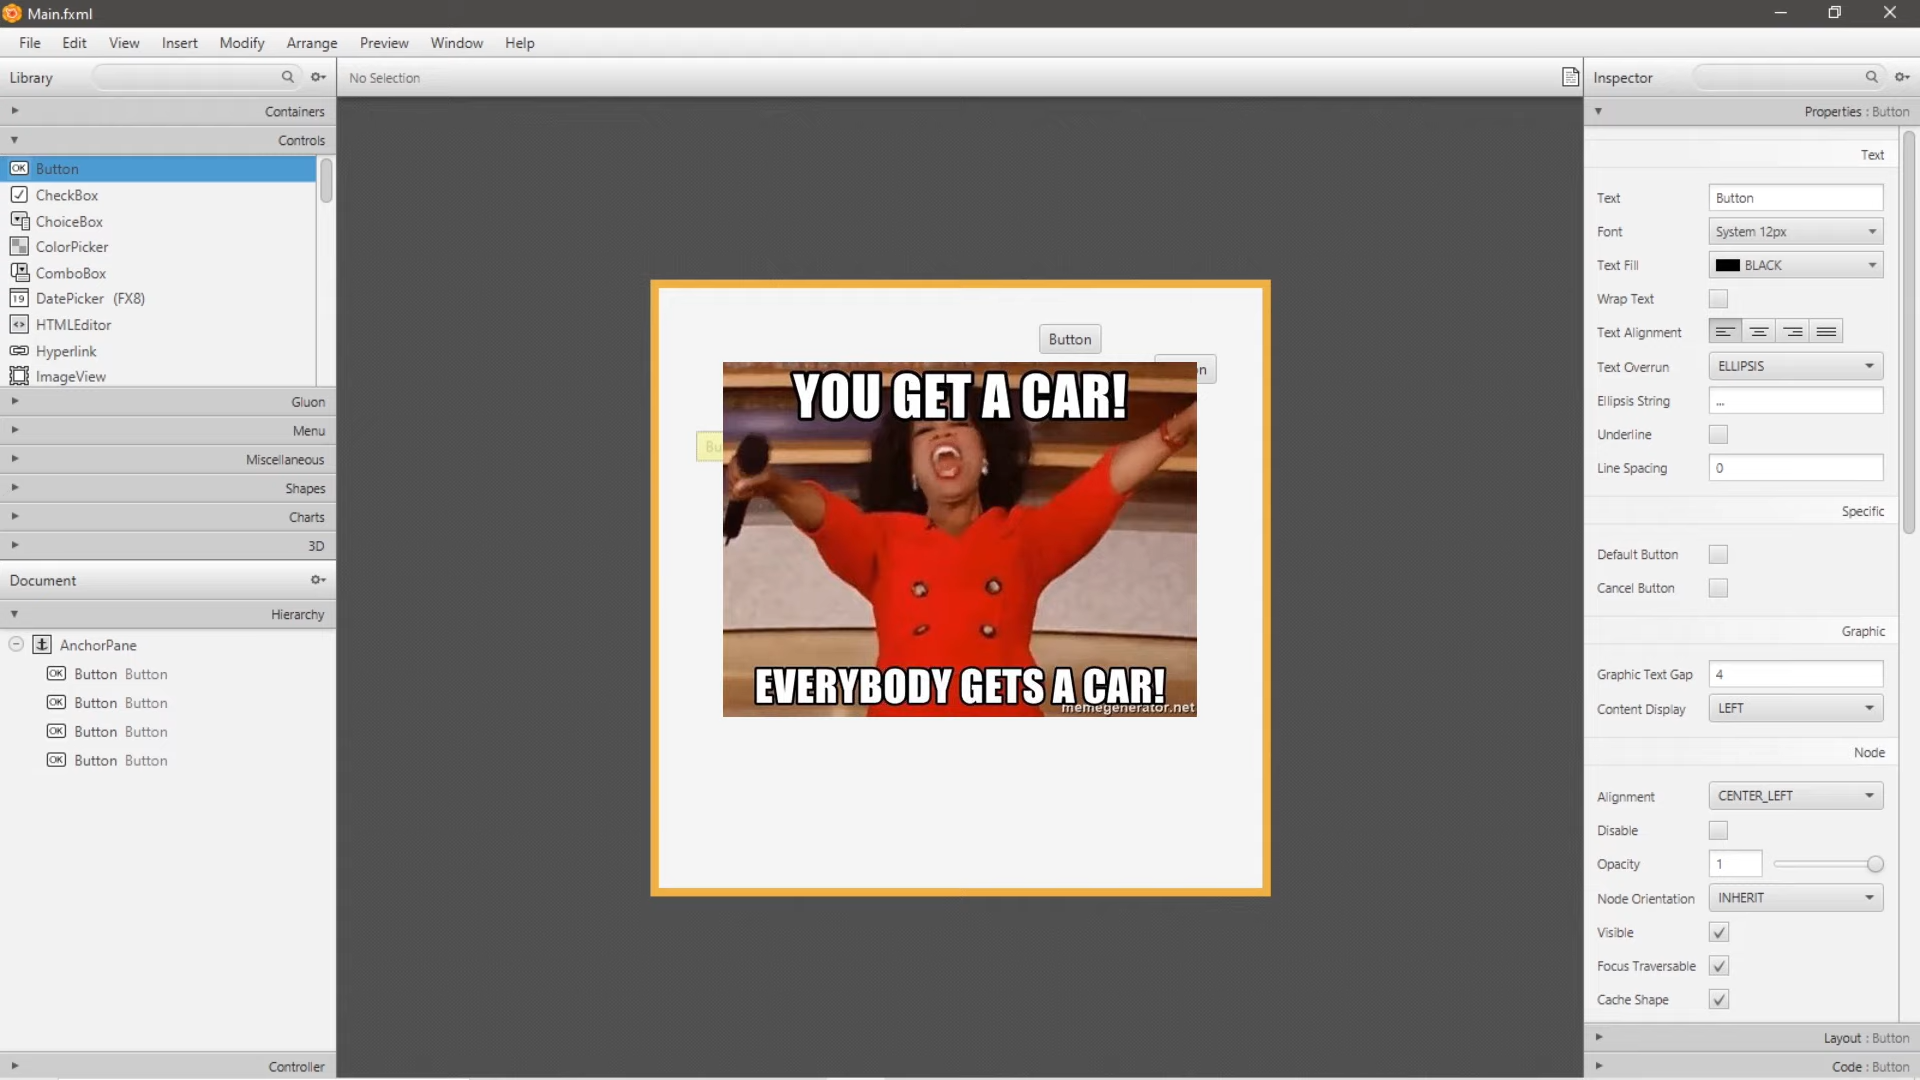 Main.fxml
File Edit View Insert Modify Arrange Preview Window Help
Library
No Selection
Inspector
Containers
Controls
Button
CheckBox
ChoiceBox
ColorPicker
ComboBox
DatePicker (FX8)
HTMLEditor
Hyperlink
ImageView
Gluon
Menu
Miscellaneous
Shapes
Charts
3D
Document
Hierarchy
AnchorPane
Button Button
Button Button
Button Button
Button Button
Controller
Button
YOU GET A CAR!
EVERYBODY GETS A CAR!
memegenerator.net
Properties : Button
Text
Text Button
Font System 12px
Text Fill BLACK
Wrap Text
Text Alignment
Text Overrun ELLIPSIS
Ellipsis String ...
Underline
Line Spacing 0
Specific
Default Button
Cancel Button
Graphic
Graphic Text Gap 4
Content Display LEFT
Node
Alignment CENTER_LEFT
Disable
Opacity 1
Node Orientation INHERIT
Visible
Focus Traversable
Cache Shape
Layout : Button
Code : Button